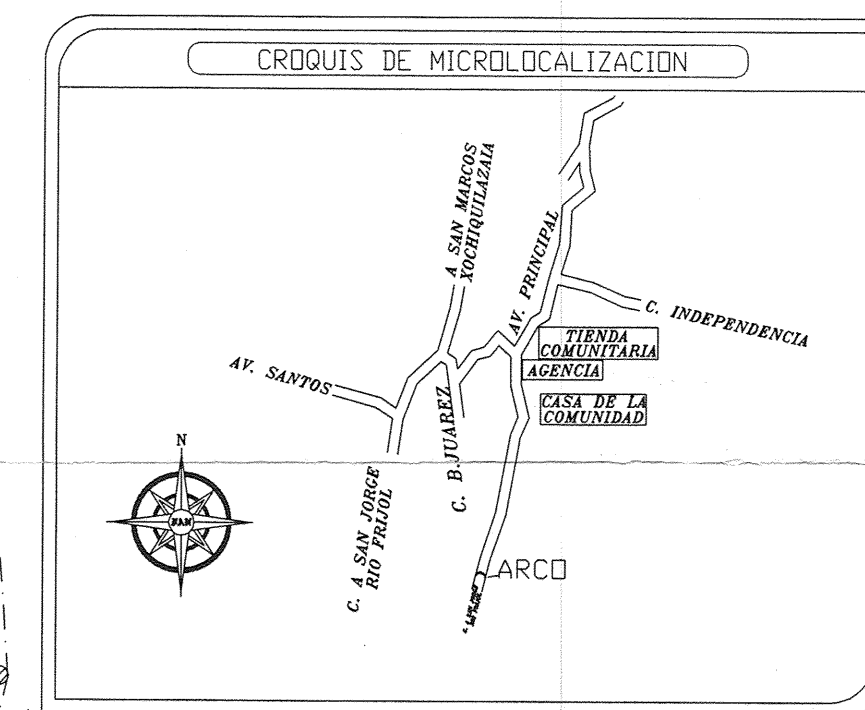 CROQUIS DE MICROLOCALIZACION
A SAN MARCOS
XOCHIQUILAZAIA
AV. PRINCIPAL
C. INDEPENDENCIA
TIENDA
COMUNITARIA
AGENCIA
AV. SANTOS
CASA DE LA
COMUNIDAD
C. B.JUAREZ
N
C. A SAN JORGE
RIO FRIJOL
ARCO